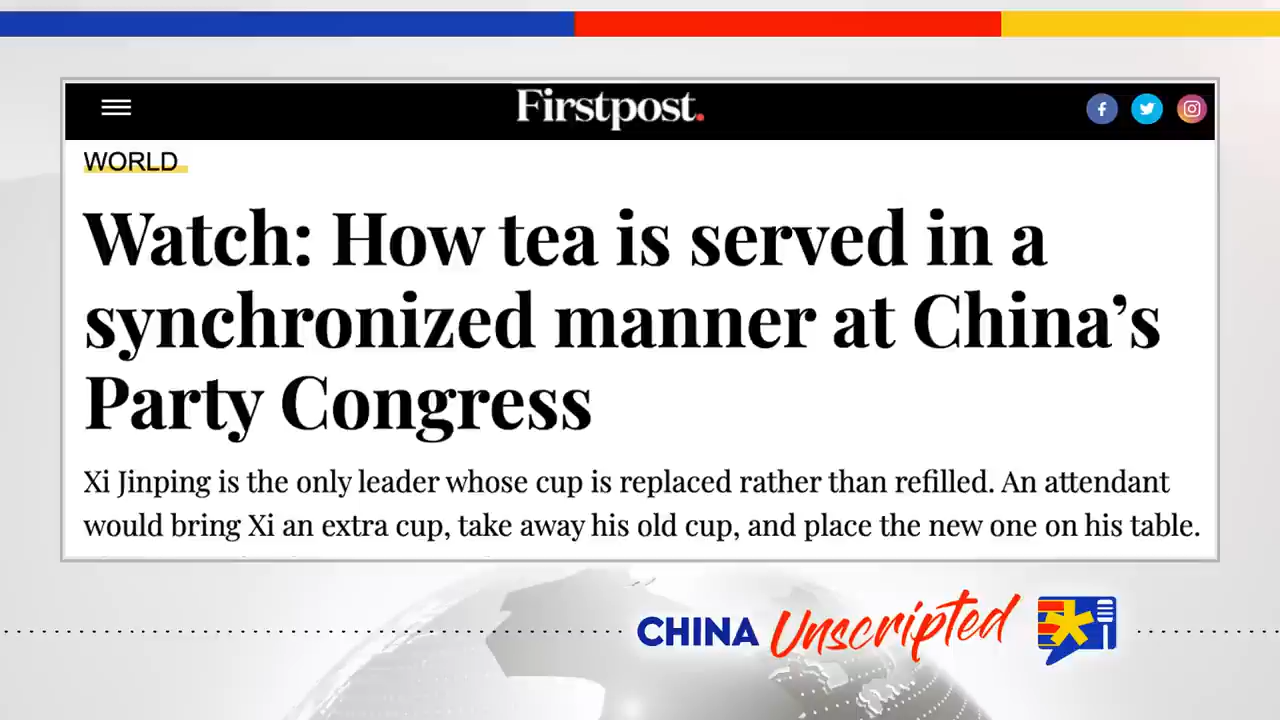 Firstpost.
WORLD
Watch: How tea is served in a
synchronized manner at China’s
Party Congress
Xi Jinping is the only leader whose cup is replaced rather than refilled. An attendant
would bring Xi an extra cup, take away his old cup, and place the new one on his table.
CHINA Unscripted